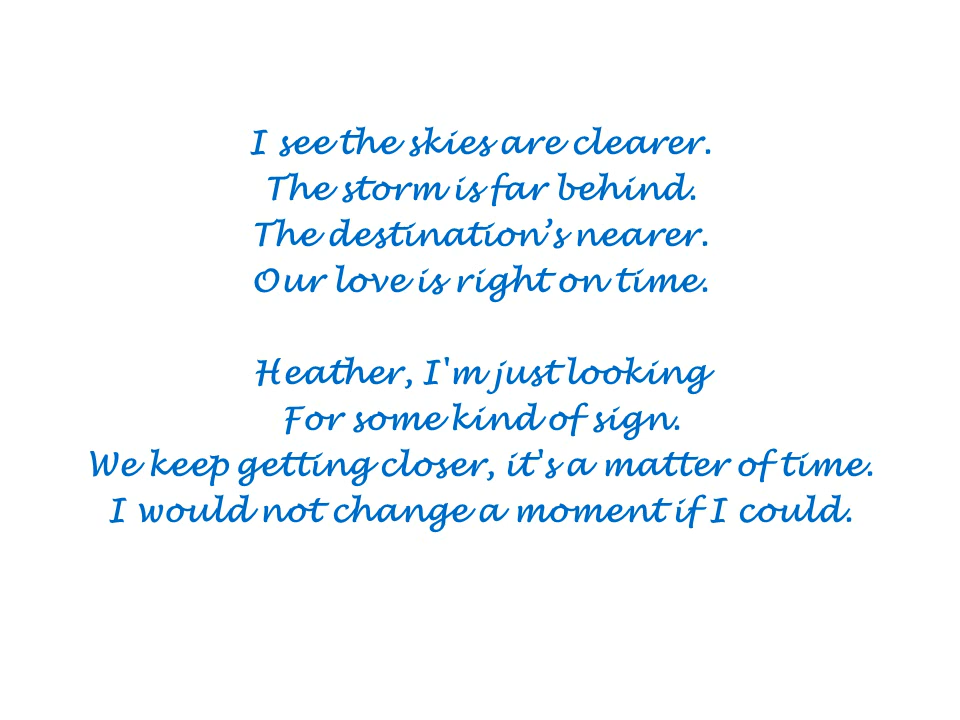 I see the skies are clearer.
The storm is far behind.
The destination’s nearer.
Our love is right on time.
Heather, I'm just looking
For some kind of sign.
We keep getting closer, it's a matter of time.
I would not change a moment if I could.